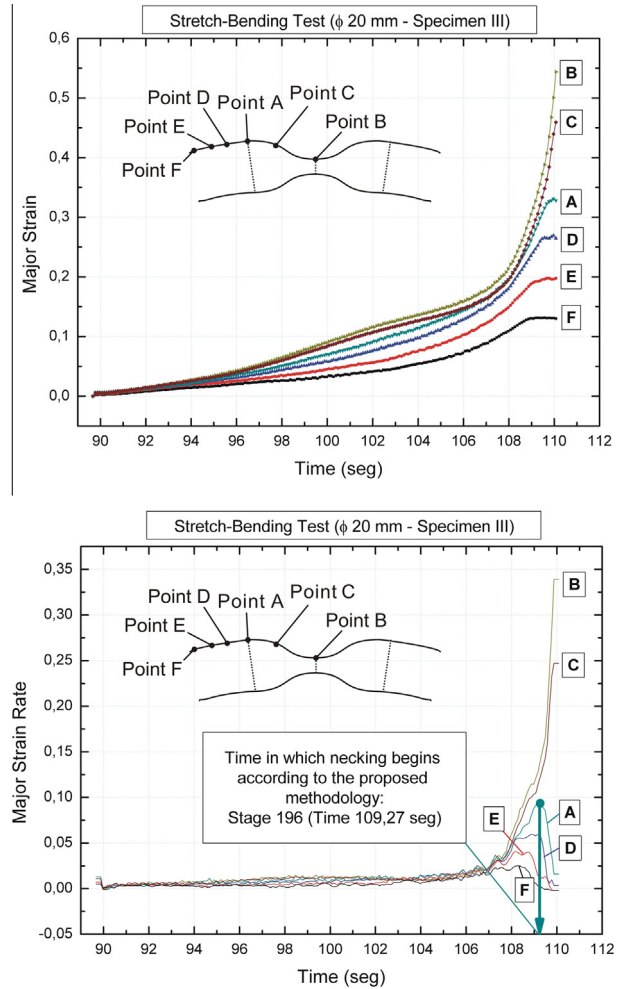 Stretch-Bending Test (ϕ 20 mm - Specimen III)
0,6
0,5
0,4
0,3
0,2
0,1
0,0
Major Strain
Point D
Point A
Point C
Point E
Point B
Point F
B
C
A
D
E
F
90 92 94 96 98 100 102 104 106 108 110 112
Time (seg)
Stretch-Bending Test (ϕ 20 mm - Specimen III)
0,35
0,30
0,25
0,20
0,15
0,10
0,05
0,00
-0,05
Major Strain Rate
Point D
Point A
Point C
Point E
Point B
Point F
B
C
Time in which necking begins
according to the proposed
methodology:
Stage 196 (Time 109,27 seg)
E
A
D
F
90 92 94 96 98 100 102 104 106 108 110 112
Time (seg)